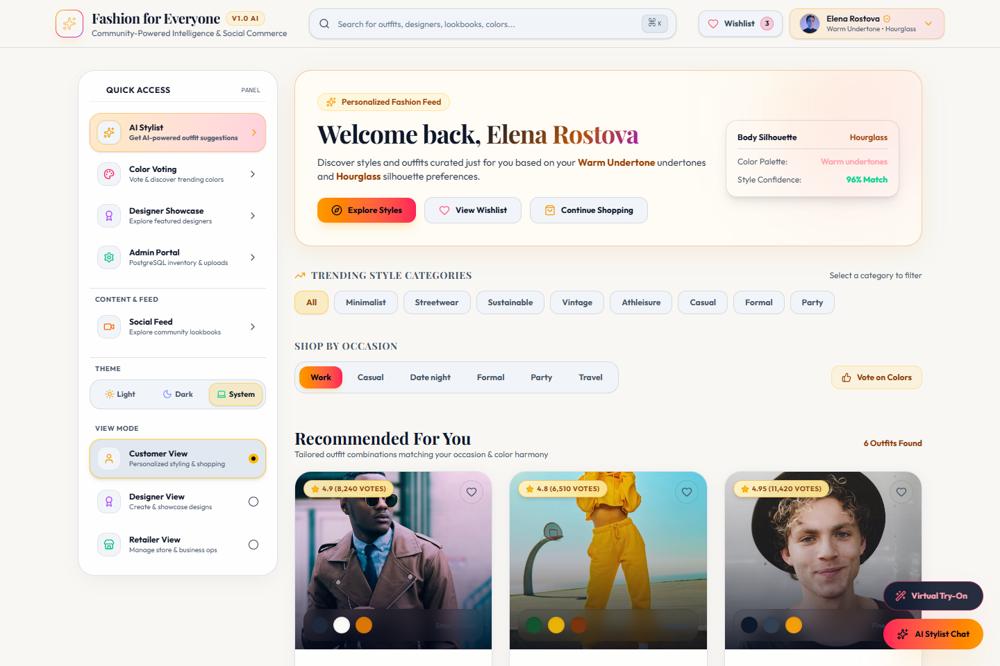 Fashion for Everyone
V1.0 AI
Community-Powered Intelligence & Social Commerce
Search for outfits, designers, lookbooks, colors...
⌘ K
Wishlist
3
Elena Rostova
Warm Undertone • Hourglass
QUICK ACCESS
PANEL
AI Stylist
Get AI-powered outfit suggestions
Color Voting
Vote & discover trending colors
Designer Showcase
Explore featured designers
Admin Portal
PostgreSQL inventory & uploads
CONTENT & FEED
Social Feed
Explore community lookbooks
THEME
Light
Dark
System
VIEW MODE
Customer View
Personalized styling & shopping
Designer View
Create & showcase designs
Retailer View
Manage store & business ops
Personalized Fashion Feed
Welcome back, Elena Rostova
Discover styles and outfits curated just for you based on your Warm Undertone undertones
and Hourglass silhouette preferences.
Explore Styles
View Wishlist
Continue Shopping
Body Silhouette
Hourglass
Color Palette:
Warm undertones
Style Confidence:
96% Match
TRENDING STYLE CATEGORIES
Select a category to filter
All
Minimalist
Streetwear
Sustainable
Vintage
Athleisure
Casual
Formal
Party
SHOP BY OCCASION
Work
Casual
Date night
Formal
Party
Travel
Vote on Colors
Recommended For You
6 Outfits Found
Tailored outfit combinations matching your occasion & color harmony
4.9 (8,240 VOTES)
4.8 (6,510 VOTES)
4.95 (11,420 VOTES)
Virtual Try-On
AI Stylist Chat